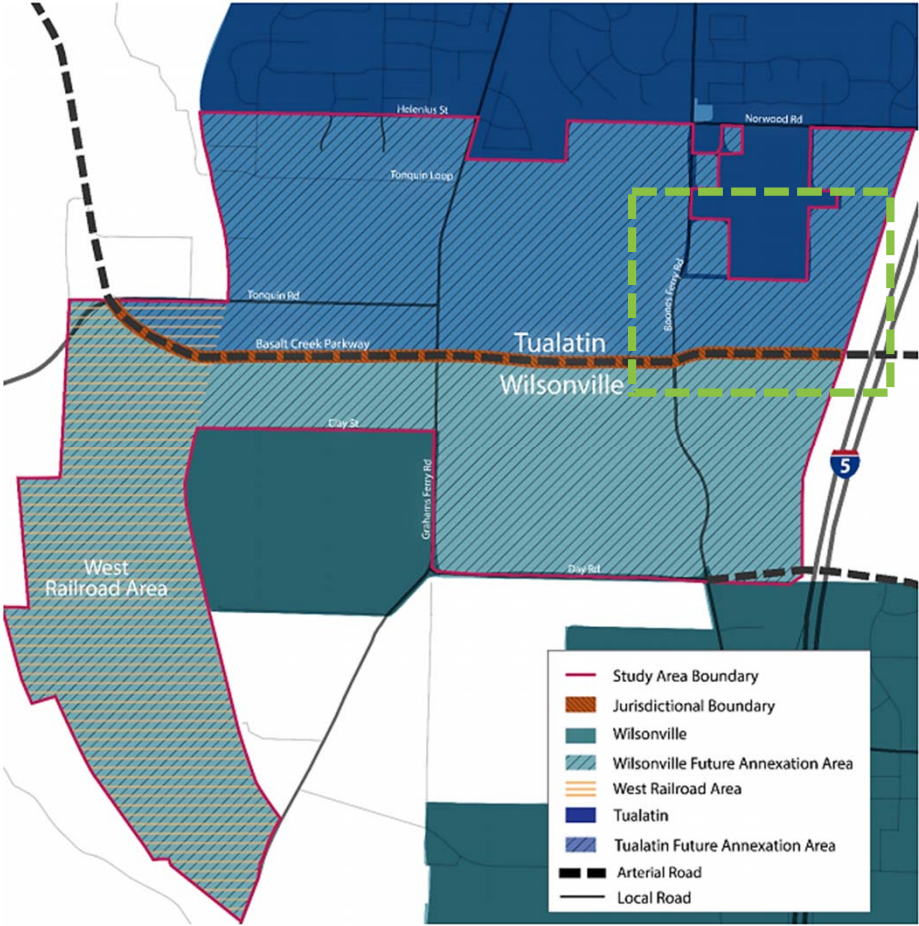 Helenius St
Norwood Rd
Tonquin Loop
Boones Ferry Rd
Tonquin Rd
Basalt Creek Parkway
Tualatin
Wilsonville
Clay St
5
Grahams Ferry Rd
West
Railroad Area
Day Rd
Study Area Boundary
Jurisdictional Boundary
Wilsonville
Wilsonville Future Annexation Area
West Railroad Area
Tualatin
Tualatin Future Annexation Area
Arterial Road
Local Road